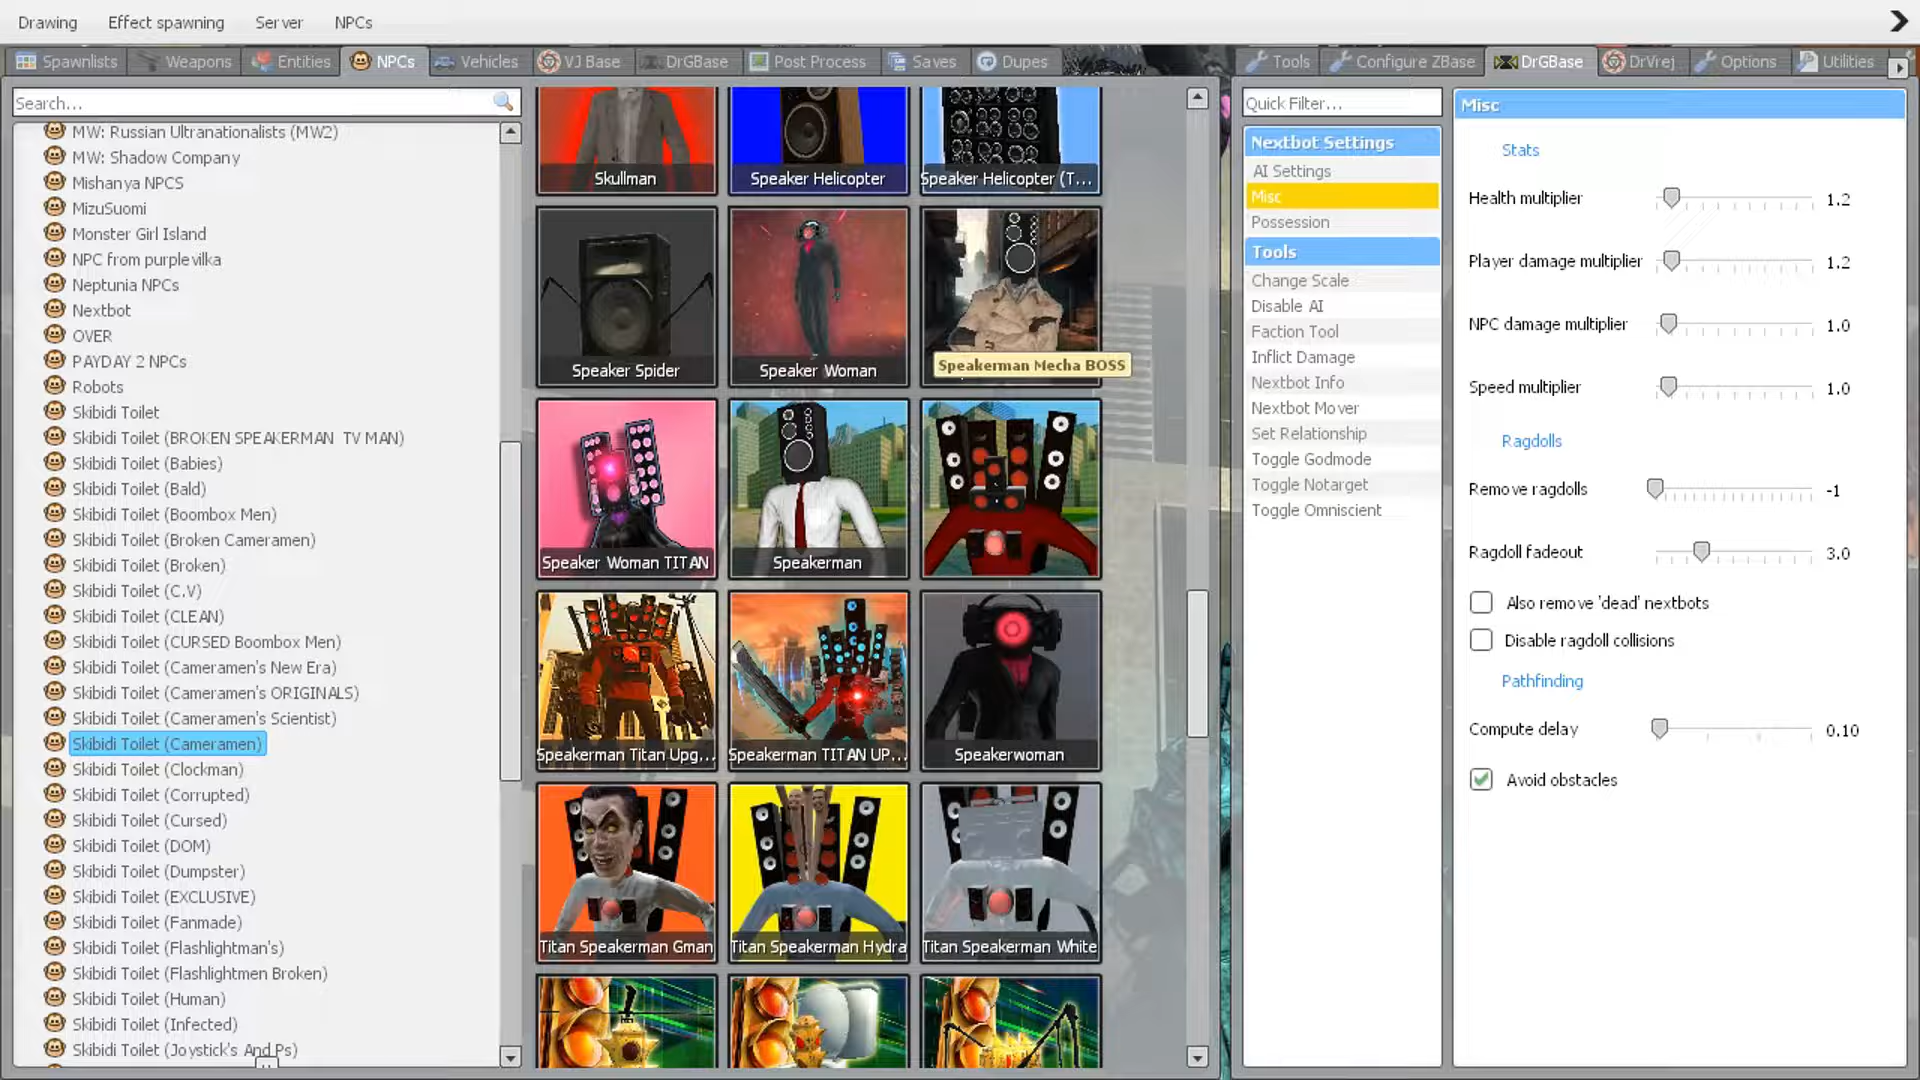 Drawing
Effect spawning
Server
NPCs
Spawnlists
Weapons
Entities
NPCs
Vehicles
VJ Base
DrGBase
Post Process
Saves
Dupes
Tools
Configure ZBase
DrGBase
DrVrej
Options
Utilities
Search...
MW: Russian Ultranationalists (MW2)
MW: Shadow Company
Mishanya NPCS
MizuSuomi
Monster Girl Island
NPC from purplevilka
Neptunia NPCs
Nextbot
OVER
PAYDAY 2 NPCs
Robots
Skibidi Toilet
Skibidi Toilet (BROKEN SPEAKERMAN TV MAN)
Skibidi Toilet (Babies)
Skibidi Toilet (Bald)
Skibidi Toilet (Boombox Men)
Skibidi Toilet (Broken Cameramen)
Skibidi Toilet (Broken)
Skibidi Toilet (C.V)
Skibidi Toilet (CLEAN)
Skibidi Toilet (CURSED Boombox Men)
Skibidi Toilet (Cameramen's New Era)
Skibidi Toilet (Cameramen's ORIGINALS)
Skibidi Toilet (Cameramen's Scientist)
Skibidi Toilet (Cameramen)
Skibidi Toilet (Clockman)
Skibidi Toilet (Corrupted)
Skibidi Toilet (Cursed)
Skibidi Toilet (DOM)
Skibidi Toilet (Dumpster)
Skibidi Toilet (EXCLUSIVE)
Skibidi Toilet (Fanmade)
Skibidi Toilet (Flashlightman's)
Skibidi Toilet (Flashlightmen Broken)
Skibidi Toilet (Human)
Skibidi Toilet (Infected)
Skibidi Toilet (Joystick's And Ps)
Skullman
Speaker Helicopter
Speaker Helicopter (T...
Speaker Spider
Speaker Woman
Speakerman Mecha BOSS
Speaker Woman TITAN
Speakerman
Speakerman Titan Upg...
Speakerman TITAN UP...
Speakerwoman
Titan Speakerman Gman
Titan Speakerman Hydra
Titan Speakerman White
Quick Filter...
Nextbot Settings
AI Settings
Misc
Possession
Tools
Change Scale
Disable AI
Faction Tool
Inflict Damage
Nextbot Info
Nextbot Mover
Set Relationship
Toggle Godmode
Toggle Notarget
Toggle Omniscient
Misc
Stats
Health multiplier 1.2
Player damage multiplier 1.2
NPC damage multiplier 1.0
Speed multiplier 1.0
Ragdolls
Remove ragdolls -1
Ragdoll fadeout 3.0
Also remove 'dead' nextbots
Disable ragdoll collisions
Pathfinding
Compute delay 0.10
Avoid obstacles